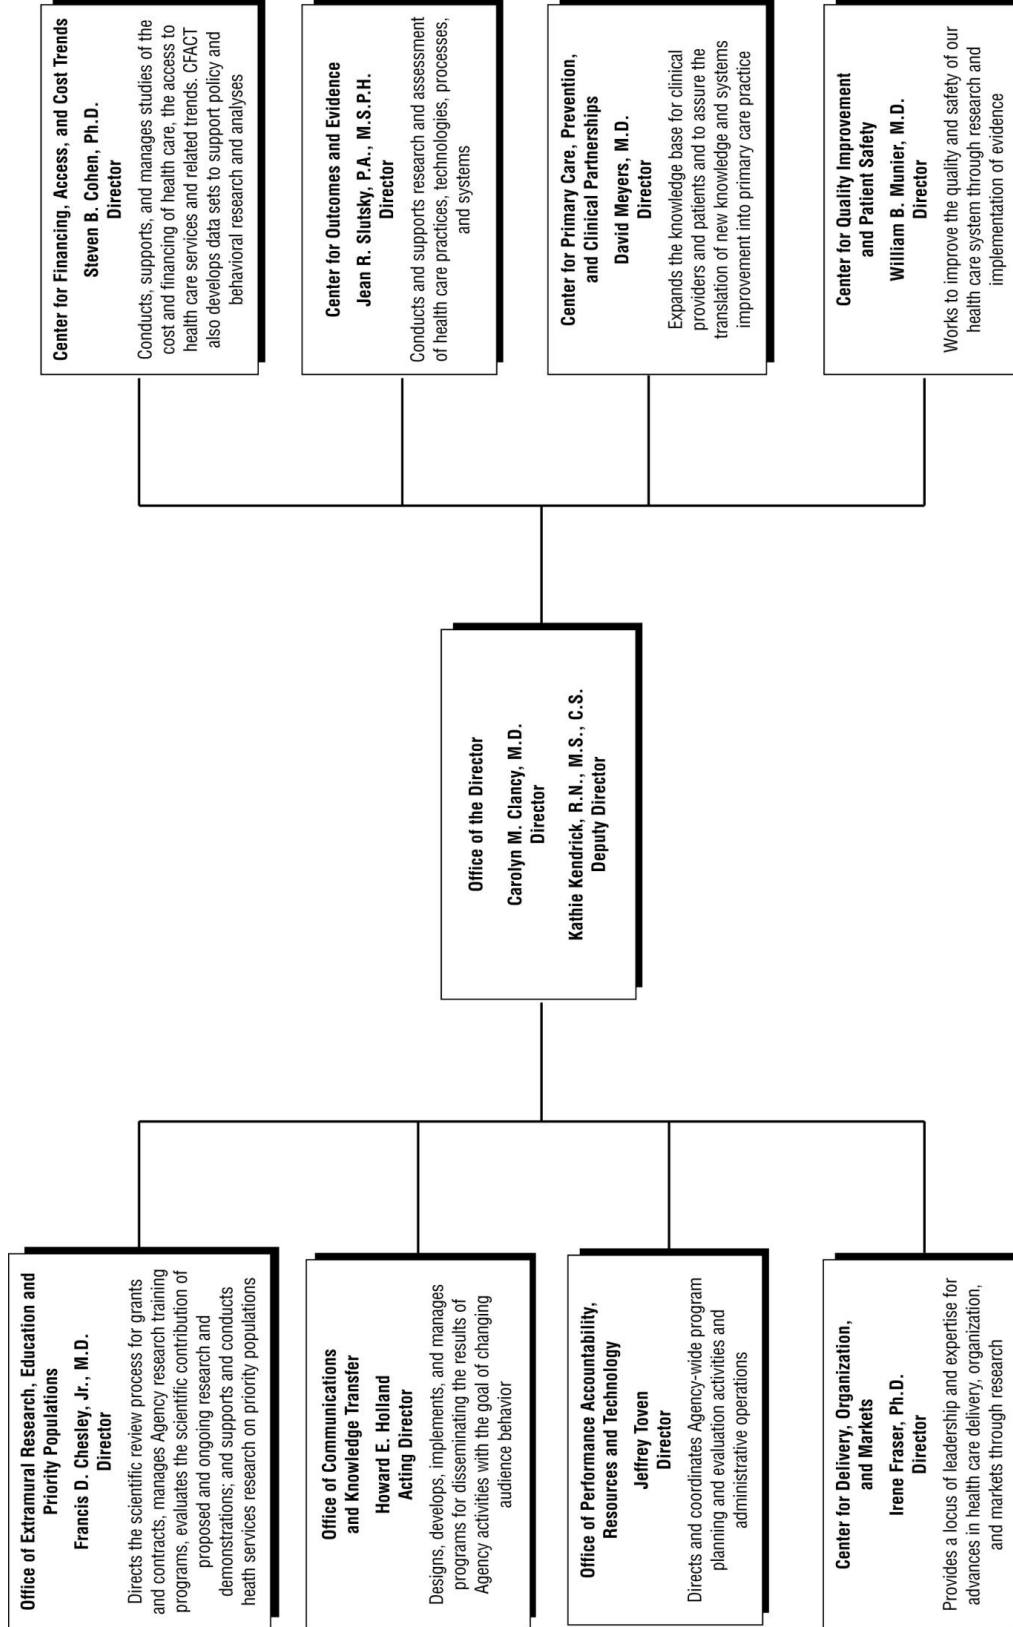 Office of Extramural Research, Education and
Priority Populations
Francis D. Chesley, Jr., M.D.
Director
Directs the scientific review process for grants
and contracts, manages Agency research training
programs, evaluates the scientific contribution of
proposed and ongoing research and
demonstrations; and supports and conducts
heath services research on priority populations
Office of Communications
and Knowledge Transfer
Howard E. Holland
Acting Director
Designs, develops, implements, and manages
programs for disseminating the results of
Agency activities with the goal of changing
audience behavior
Office of Performance Accountability,
Resources and Technology
Jeffrey Toven
Director
Directs and coordinates Agency-wide program
planning and evaluation activities and
administrative operations
Center for Delivery, Organization,
and Markets
Irene Fraser, Ph.D.
Director
Provides a locus of leadership and expertise for
advances in health care delivery, organization,
and markets through research
Office of the Director
Carolyn M. Clancy, M.D.
Director
Kathie Kendrick, R.N., M.S., C.S.
Deputy Director
Center for Financing, Access, and Cost Trends
Steven B. Cohen, Ph.D.
Director
Conducts, supports, and manages studies of the
cost and financing of health care, the access to
health care services and related trends. CFACT
also develops data sets to support policy and
behavioral research and analyses
Center for Outcomes and Evidence
Jean R. Slutsky, P.A., M.S.P.H.
Director
Conducts and supports research and assessment
of health care practices, technologies, processes,
and systems
Center for Primary Care, Prevention,
and Clinical Partnerships
David Meyers, M.D.
Director
Expands the knowledge base for clinical
providers and patients and to assure the
translation of new knowledge and systems
improvement into primary care practice
Center for Quality Improvement
and Patient Safety
William B. Munier, M.D.
Director
Works to improve the quality and safety of our
health care system through research and
implementation of evidence